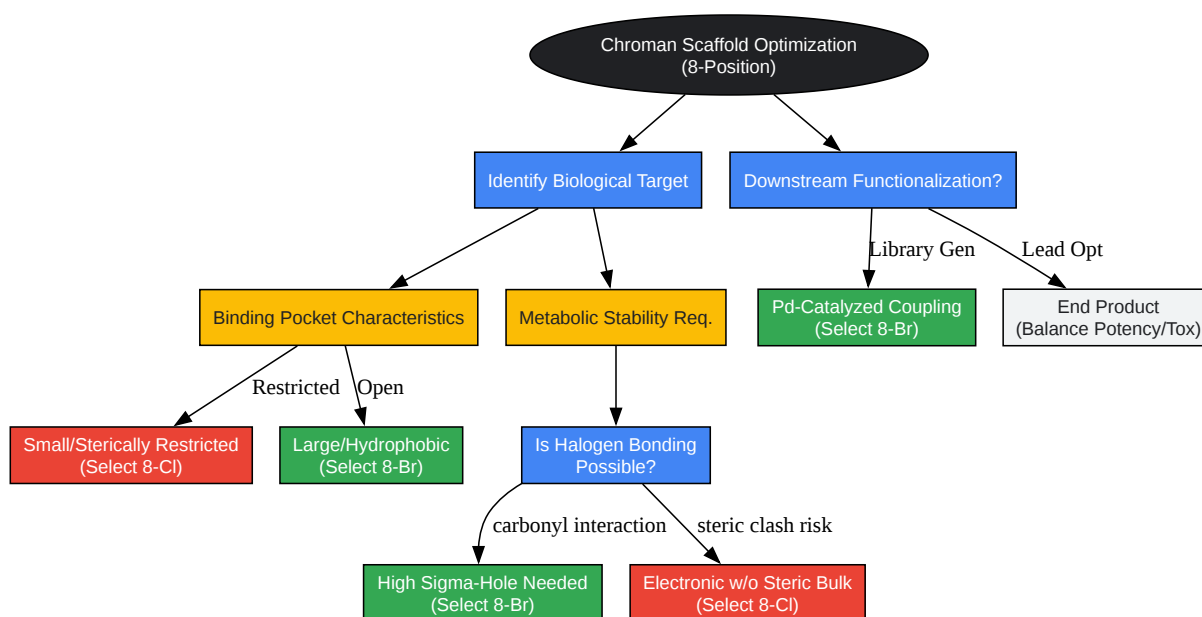 Chroman Scaffold Optimization
(8-Position)
Identify Biological Target
Downstream Functionalization?
Library Gen
Lead Opt
Binding Pocket Characteristics
Metabolic Stability Req.
Pd-Catalyzed Coupling
(Select 8-Br)
End Product
(Balance Potency/Tox)
Restricted
Open
Small/Sterically Restricted
(Select 8-Cl)
Large/Hydrophobic
(Select 8-Br)
Is Halogen Bonding
Possible?
carbonyl interaction
steric clash risk
High Sigma-Hole Needed
(Select 8-Br)
Electronic w/o Steric Bulk
(Select 8-Cl)